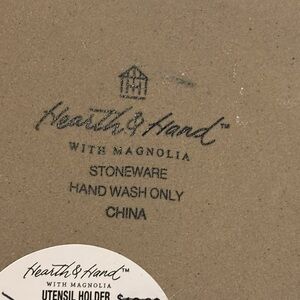 Hearth & Hand™
WITH MAGNOLIA
STONEWARE
HAND WASH ONLY
CHINA
Hearth & Hand™
WITH MAGNOLIA
UTENSIL HOLDER